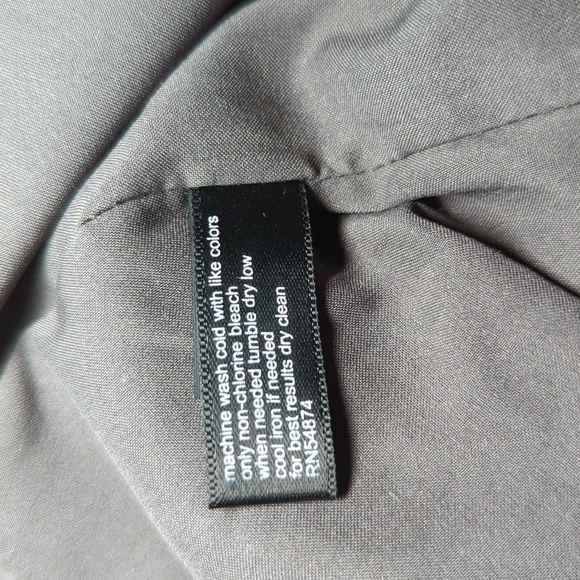 machine wash cold with like colors
only non-chlorine bleach
when needed tumble dry low
cool iron if needed
for best results dry clean
RN54874